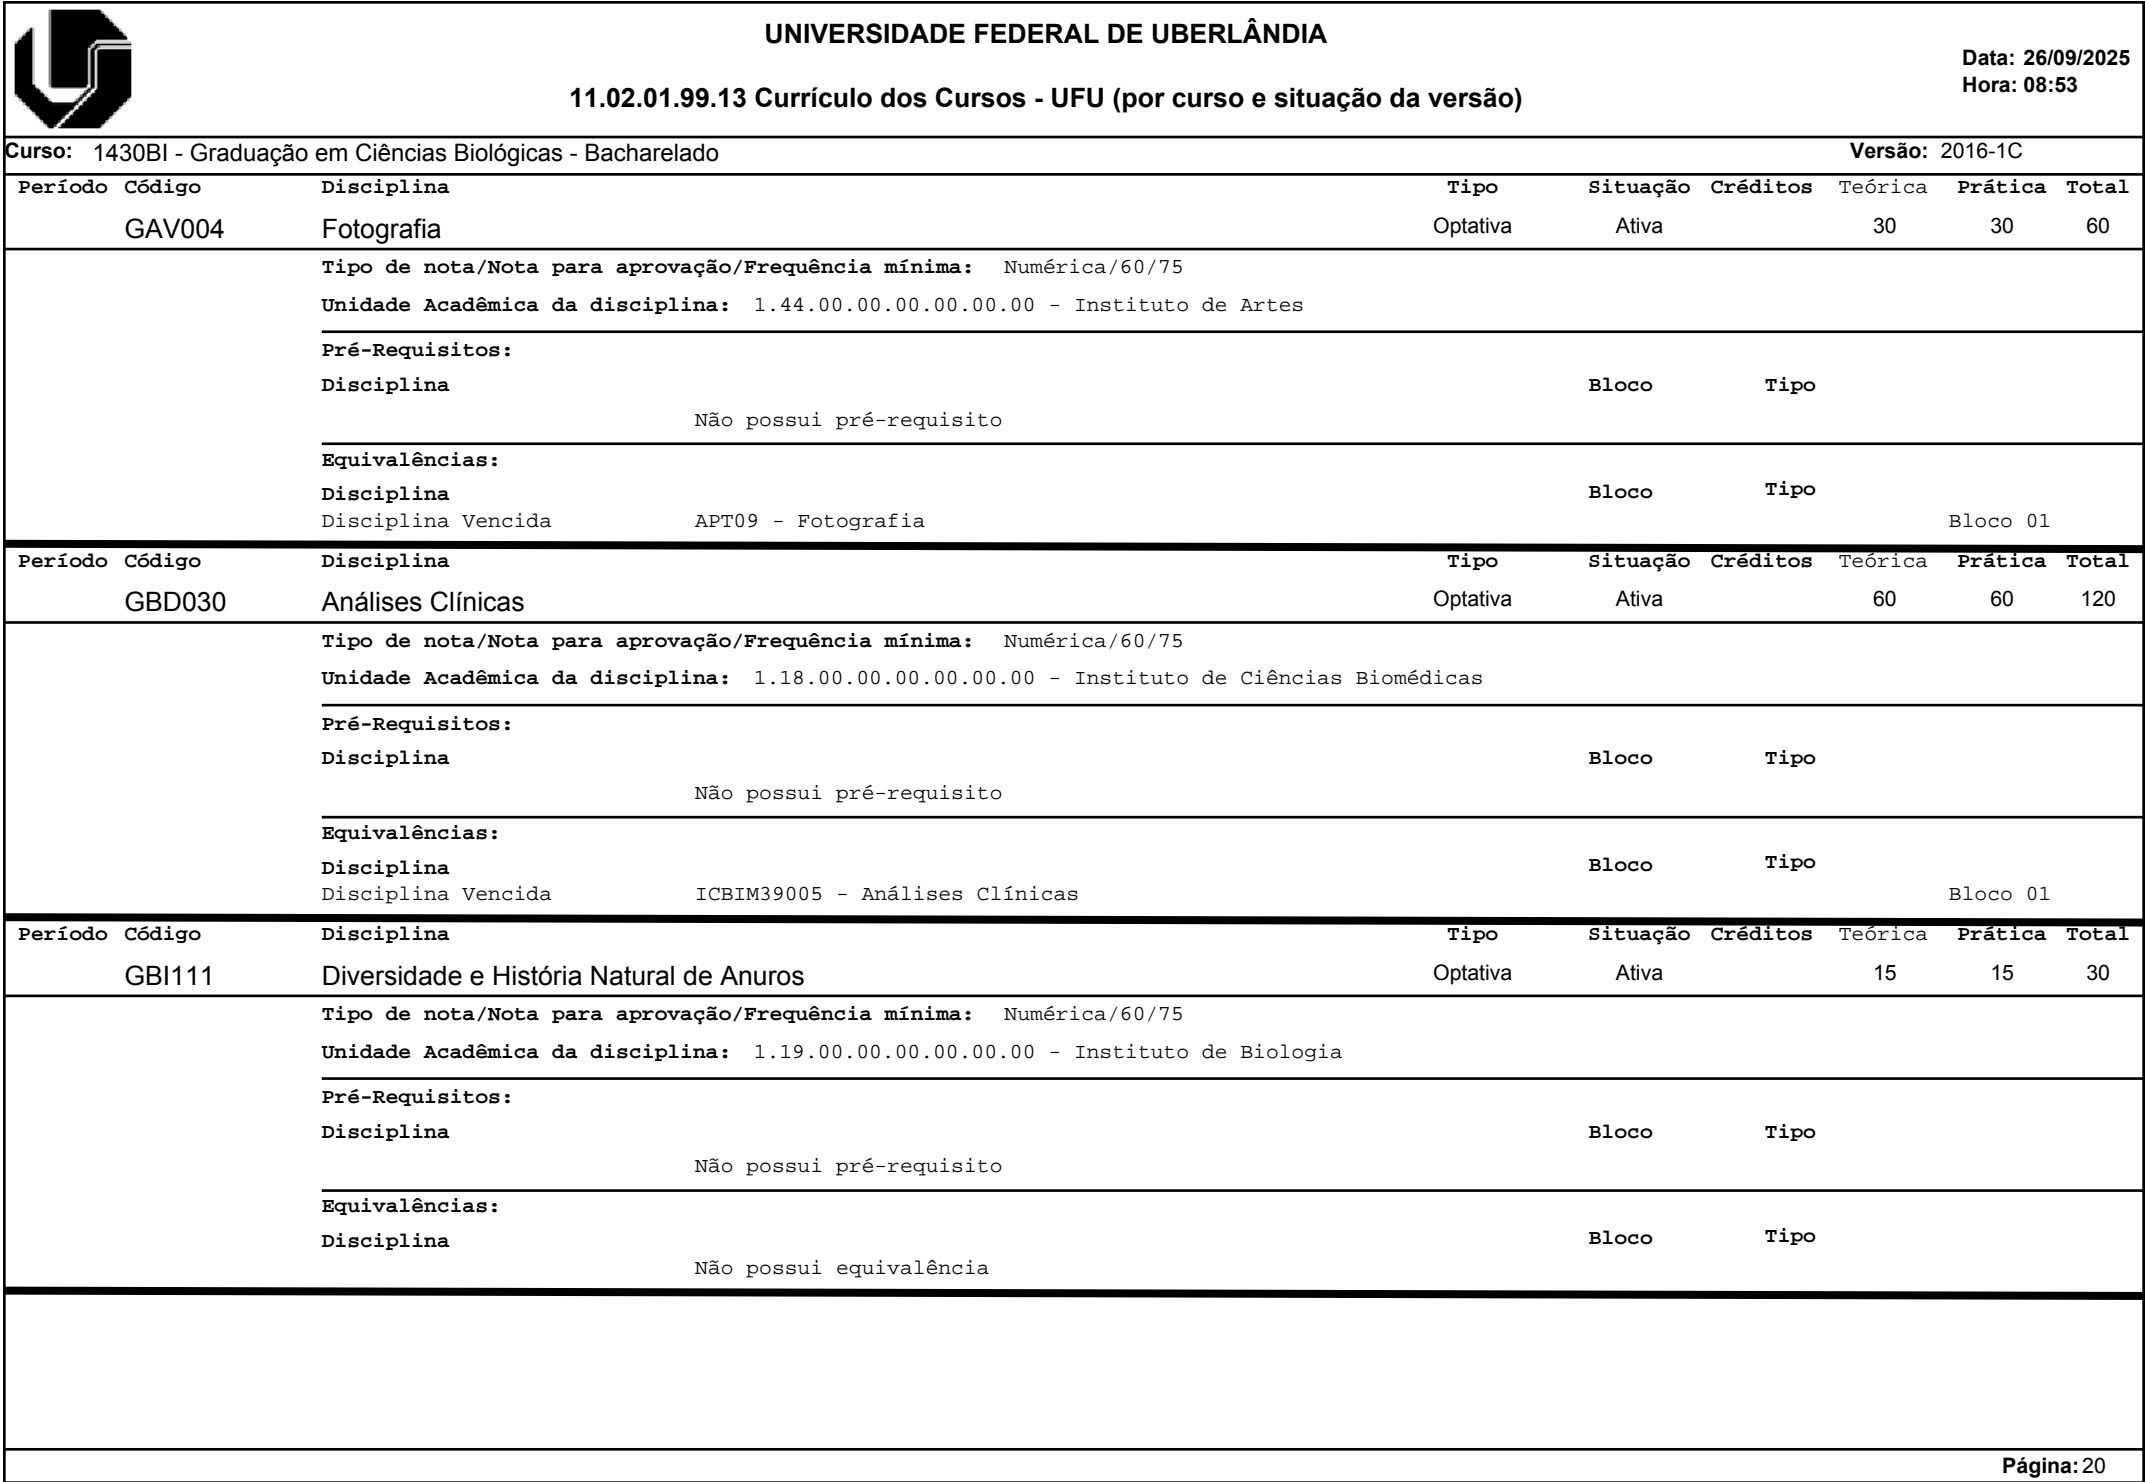 UNIVERSIDADE FEDERAL DE UBERLÂNDIA
Data: 26/09/2025
11.02.01.99.13 Currículo dos Cursos - UFU (por curso e situação da versão)
Hora: 08:53
Curso: 1430BI - Graduação em Ciências Biológicas - Bacharelado Versão: 2016-1C
Período Código Disciplina Tipo Situação Créditos Teórica Prática Total
GAV004 Fotografia Optativa Ativa 30 30 60
Tipo de nota/Nota para aprovação/Frequência mínima: Numérica/60/75
Unidade Acadêmica da disciplina: 1.44.00.00.00.00.00.00 - Instituto de Artes
Pré-Requisitos:
Disciplina Bloco Tipo
Não possui pré-requisito
Equivalências:
Disciplina Bloco Tipo
Disciplina Vencida APT09 - Fotografia Bloco 01
Período Código Disciplina Tipo Situação Créditos Teórica Prática Total
GBD030 Análises Clínicas Optativa Ativa 60 60 120
Tipo de nota/Nota para aprovação/Frequência mínima: Numérica/60/75
Unidade Acadêmica da disciplina: 1.18.00.00.00.00.00.00 - Instituto de Ciências Biomédicas
Pré-Requisitos:
Disciplina Bloco Tipo
Não possui pré-requisito
Equivalências:
Disciplina Bloco Tipo
Disciplina Vencida ICBIM39005 - Análises Clínicas Bloco 01
Período Código Disciplina Tipo Situação Créditos Teórica Prática Total
GBI111 Diversidade e História Natural de Anuros Optativa Ativa 15 15 30
Tipo de nota/Nota para aprovação/Frequência mínima: Numérica/60/75
Unidade Acadêmica da disciplina: 1.19.00.00.00.00.00.00 - Instituto de Biologia
Pré-Requisitos:
Disciplina Bloco Tipo
Não possui pré-requisito
Equivalências:
Disciplina Bloco Tipo
Não possui equivalência
Página: 20